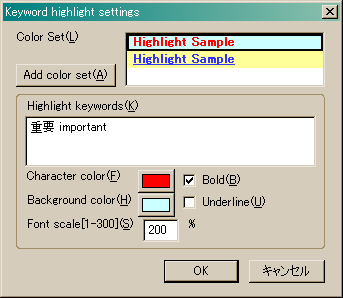 Keyword highlight settings
Color Set(L)
Highlight Sample
Highlight Sample
Add color set(A)
Highlight keywords(K)
重要 important
Character color(F)
Bold(B)
Background color(H)
Underline(U)
Font scale[1-300](S) 200 %
OK
キャンセル